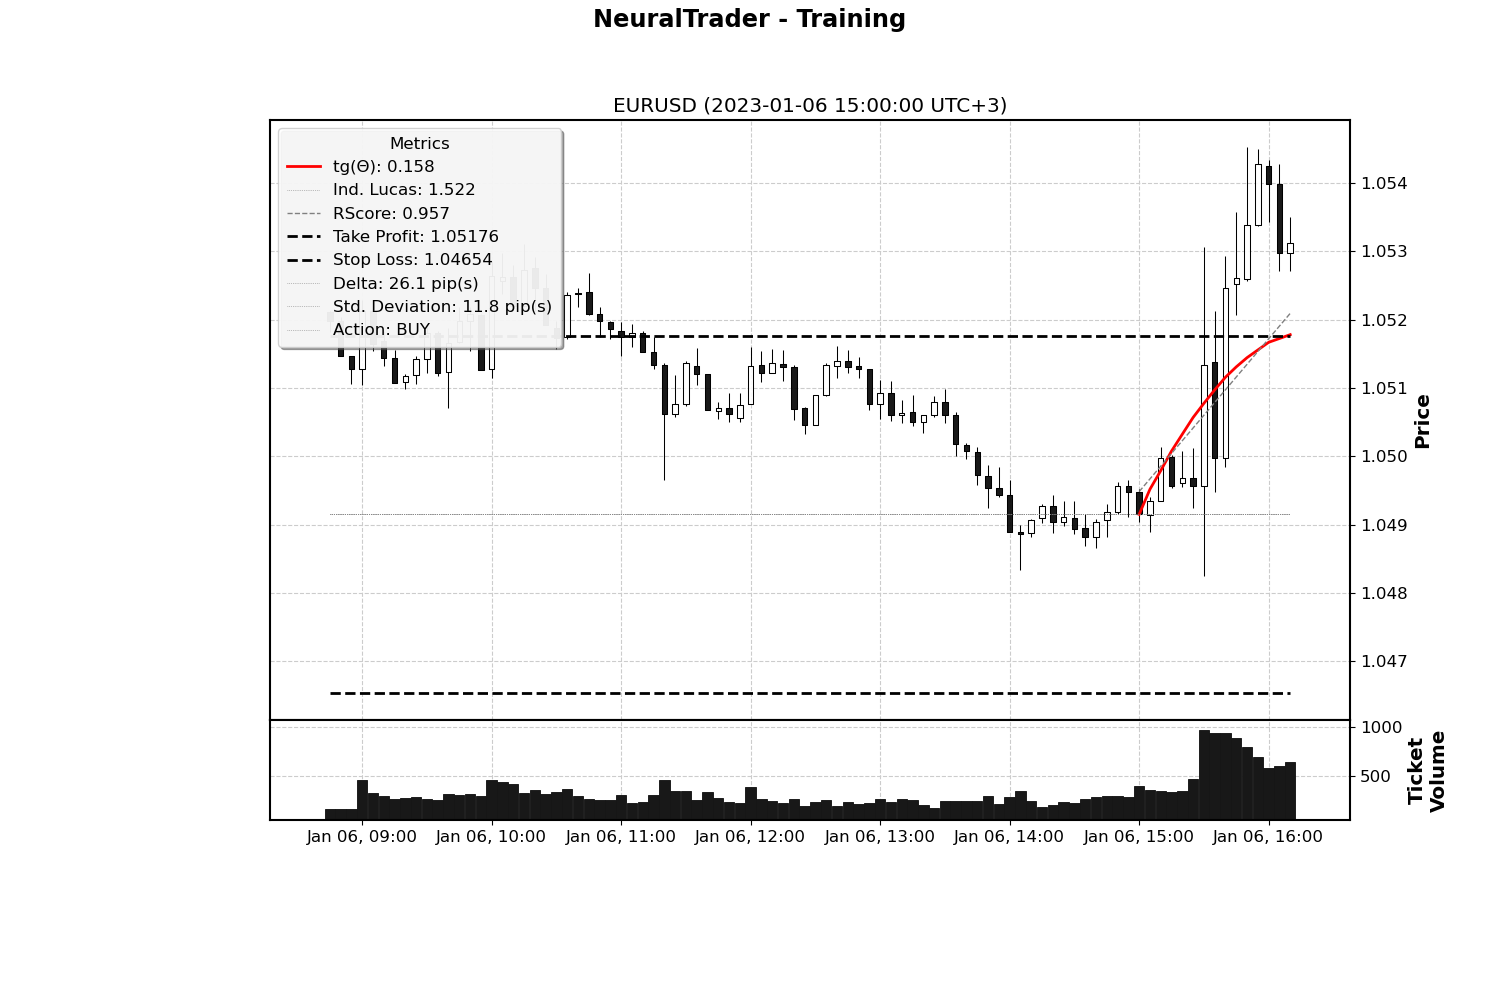 NeuralTrader - Training
EURUSD (2023-01-06 15:00:00 UTC+3)
Metrics
tg(Θ): 0.158
Ind. Lucas: 1.522
RScore: 0.957
Take Profit: 1.05176
Stop Loss: 1.04654
Delta: 26.1 pip(s)
Std. Deviation: 11.8 pip(s)
Action: BUY
1.054
1.053
1.052
1.051
1.050
1.049
1.048
1.047
Price
1000
500
Ticket
Volume
Jan 06, 09:00
Jan 06, 10:00
Jan 06, 11:00
Jan 06, 12:00
Jan 06, 13:00
Jan 06, 14:00
Jan 06, 15:00
Jan 06, 16:00